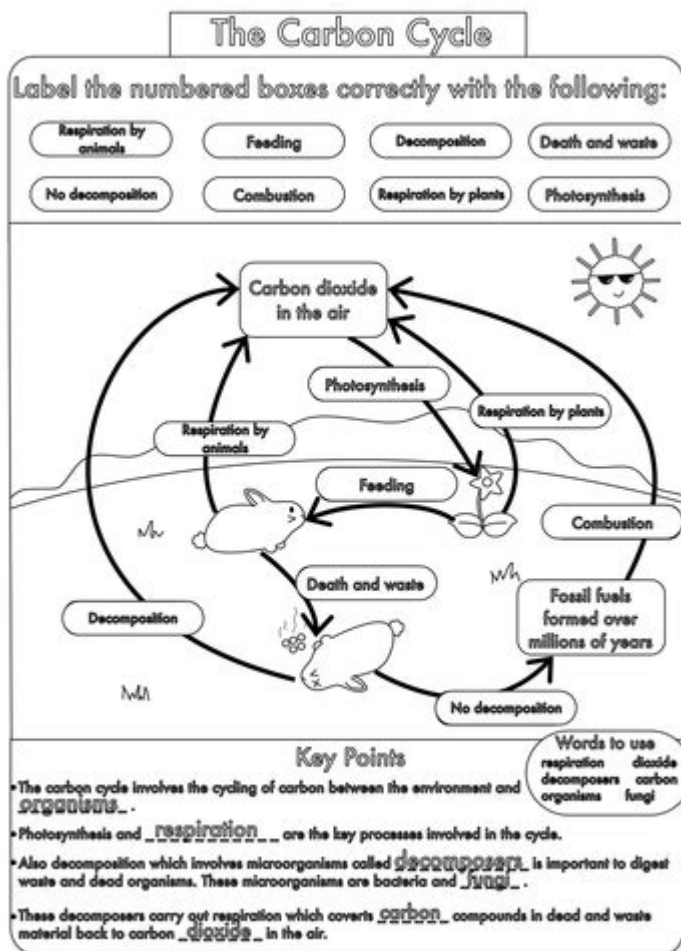 The Carbon Cycle
Label the numbered boxes correctly with the following:
Respiration by
animals
Feeding
Decomposition
Death and waste
No decomposition
Combustion
Respiration by plants
Photosynthesis
Carbon dioxide
in the air
Photosynthesis
Respiration by plants
Respiration by
animals
Feeding
Combustion
Death and waste
Decomposition
Fossil fuels
formed over
millions of years
No decomposition
Key Points
Words to use
respiration dioxide
decomposers carbon
organisms fungi
•The carbon cycle involves the cycling of carbon between the environment and
organisms.
•Photosynthesis and respiration are the key processes involved in the cycle.
•Also decomposition which involves microorganisms called decomposers is important to digest
waste and dead organisms. These microorganisms are bacteria and fungi.
•These decomposers carry out respiration which coverts carbon compounds in dead and waste
material back to carbon dioxide in the air.